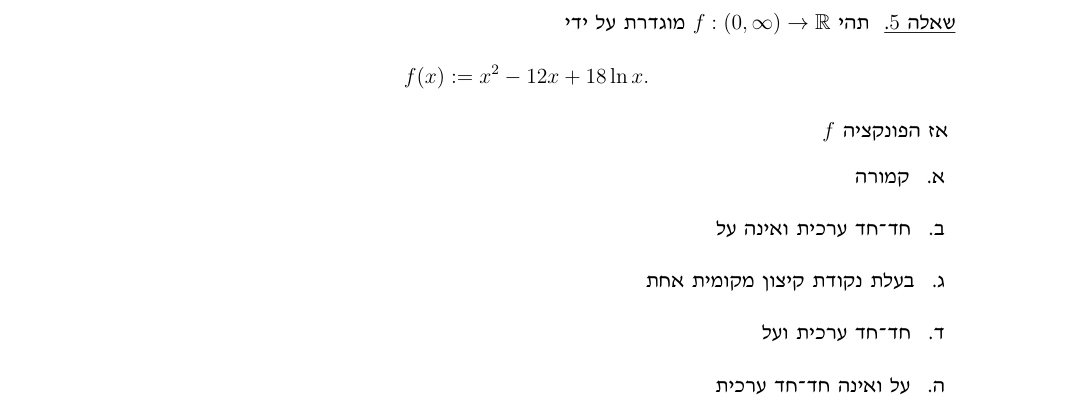 שאלה 5. תהי f : (0, ∞) → ℝ מוגדרת על ידי
f(x) := x² − 12x + 18 ln x.
אז הפונקציה f
א. קמורה
ב. חד־חד ערכית ואינה על
ג. בעלת נקודת קיצון מקומית אחת
ד. חד־חד ערכית ועל
ה. על ואינה חד־חד ערכית